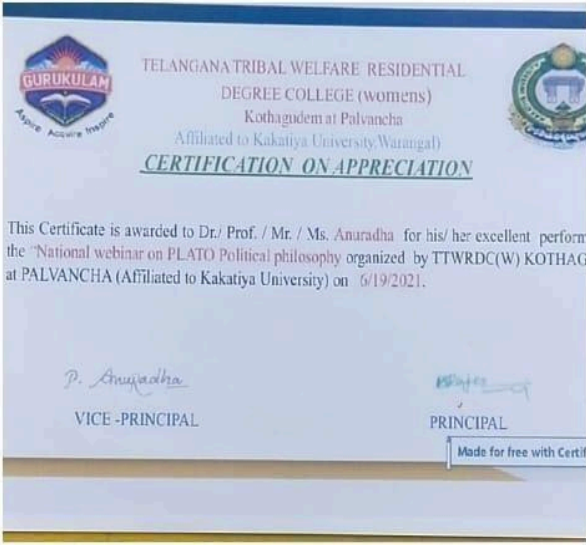 GURUKULAM
Aspire Acquire Inspire
TELANGANA TRIBAL WELFARE RESIDENTIAL
DEGREE COLLEGE (womens)
Kothagudem at Palvancha
Affiliated to Kakatiya University, Warangal)
CERTIFICATION ON APPRECIATION
This Certificate is awarded to Dr./ Prof. / Mr. / Ms. Anuradha for his/ her excellent perform
the "National webinar on PLATO Political philosophy organized by TTWRDC(W) KOTHAG
at PALVANCHA (Affiliated to Kakatiya University) on 6/19/2021.
P. Anuradha
VICE -PRINCIPAL
PRINCIPAL
Made for free with Certif